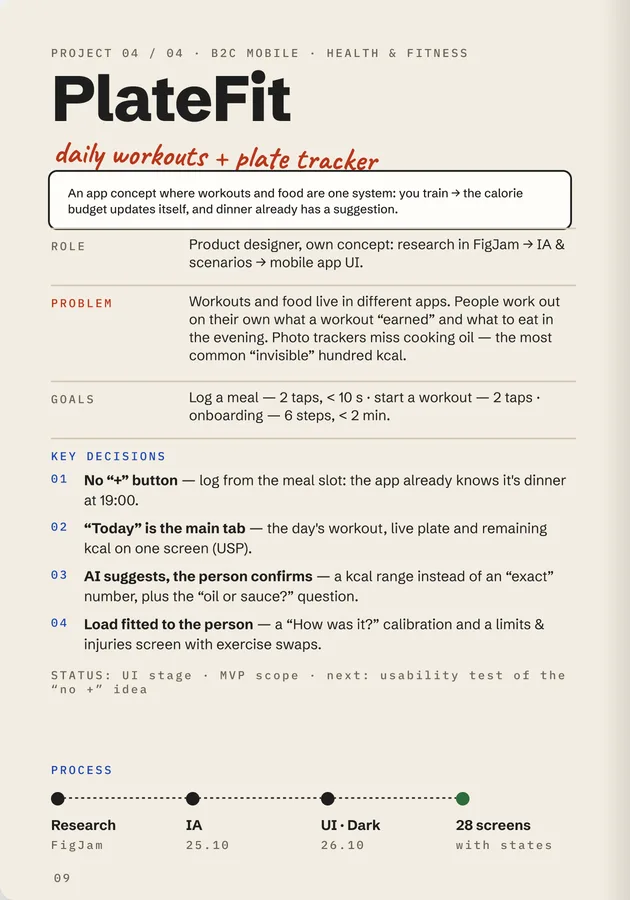 PROJECT 04 / 04 · B2C MOBILE · HEALTH & FITNESS
PlateFit
daily workouts + plate tracker
An app concept where workouts and food are one system: you train → the calorie
budget updates itself, and dinner already has a suggestion.
ROLE
Product designer, own concept: research in FigJam → IA &
scenarios → mobile app UI.
PROBLEM
Workouts and food live in different apps. People work out
on their own what a workout “earned” and what to eat in
the evening. Photo trackers miss cooking oil — the most
common “invisible” hundred kcal.
GOALS
Log a meal — 2 taps, < 10 s · start a workout — 2 taps ·
onboarding — 6 steps, < 2 min.
KEY DECISIONS
01 No “+” button — log from the meal slot: the app already knows it's dinner
at 19:00.
02 “Today” is the main tab — the day's workout, live plate and remaining
kcal on one screen (USP).
03 AI suggests, the person confirms — a kcal range instead of an “exact”
number, plus the “oil or sauce?” question.
04 Load fitted to the person — a “How was it?” calibration and a limits &
injuries screen with exercise swaps.
STATUS: UI stage · MVP scope · next: usability test of the
“no +” idea
PROCESS
Research IA UI · Dark 28 screens
FigJam 25.10 26.10 with states
09